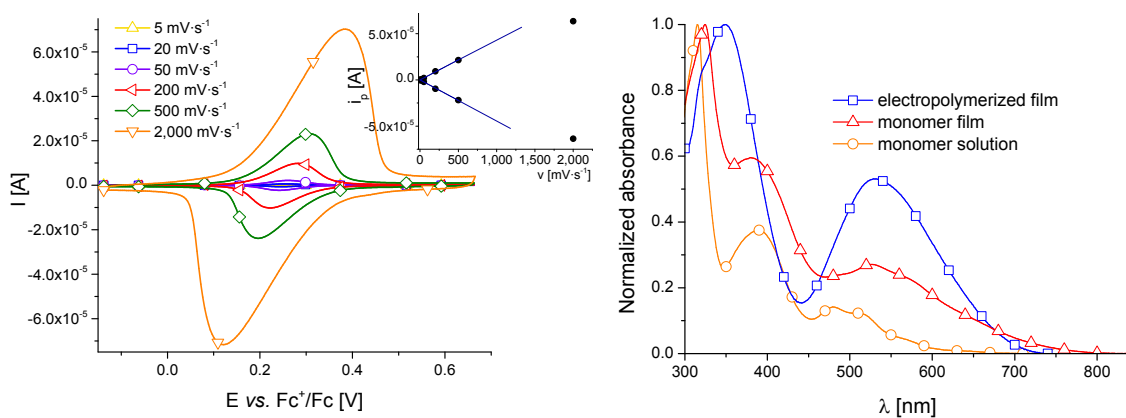 6.0x10⁻⁵
4.0x10⁻⁵
2.0x10⁻⁵
0.0
-2.0x10⁻⁵
-4.0x10⁻⁵
-6.0x10⁻⁵
I [A]
5 mV·s⁻¹
20 mV·s⁻¹
50 mV·s⁻¹
200 mV·s⁻¹
500 mV·s⁻¹
2,000 mV·s⁻¹
5.0x10⁻⁵
0.0
-5.0x10⁻⁵
iₚ [A]
0
500
1,000
1,500
2,000
v [mV·s⁻¹]
0.0
0.2
0.4
0.6
E vs. Fc⁺/Fc [V]
1.0
0.8
0.6
0.4
0.2
0.0
Normalized absorbance
electropolymerized film
monomer film
monomer solution
300
400
500
600
700
800
λ [nm]